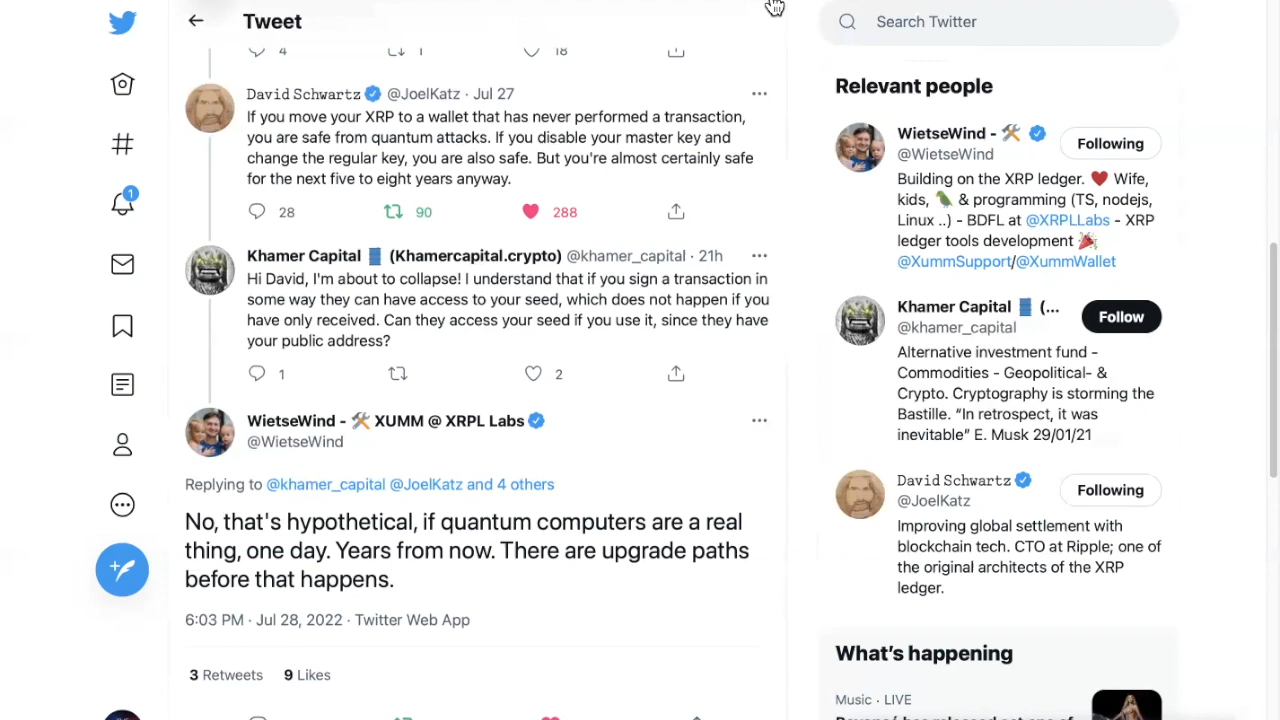 Tweet
4 1 18
David Schwartz @JoelKatz · Jul 27
If you move your XRP to a wallet that has never performed a transaction,
you are safe from quantum attacks. If you disable your master key and
change the regular key, you are also safe. But you're almost certainly safe
for the next five to eight years anyway.
28 90 288
Khamer Capital (Khamercapital.crypto) @khamer_capital · 21h
Hi David, I'm about to collapse! I understand that if you sign a transaction in
some way they can have access to your seed, which does not happen if you
have only received. Can they access your seed if you use it, since they have
your public address?
1 2
WietseWind - 🛠 XUMM @ XRPL Labs
@WietseWind
Replying to @khamer_capital @JoelKatz and 4 others
No, that's hypothetical, if quantum computers are a real
thing, one day. Years from now. There are upgrade paths
before that happens.
6:03 PM · Jul 28, 2022 · Twitter Web App
3 Retweets 9 Likes
1
Search Twitter
Relevant people
WietseWind - 🛠
@WietseWind
Following
Building on the XRP ledger. ❤️ Wife,
kids, 🦜 & programming (TS, nodejs,
Linux ..) - BDFL at @XRPLLabs - XRP
ledger tools development 🎉
@XummSupport/@XummWallet
Khamer Capital (...
@khamer_capital
Follow
Alternative investment fund -
Commodities - Geopolitical- &
Crypto. Cryptography is storming the
Bastille. “In retrospect, it was
inevitable” E. Musk 29/01/21
David Schwartz
@JoelKatz
Following
Improving global settlement with
blockchain tech. CTO at Ripple; one of
the original architects of the XRP
ledger.
What's happening
Music · LIVE